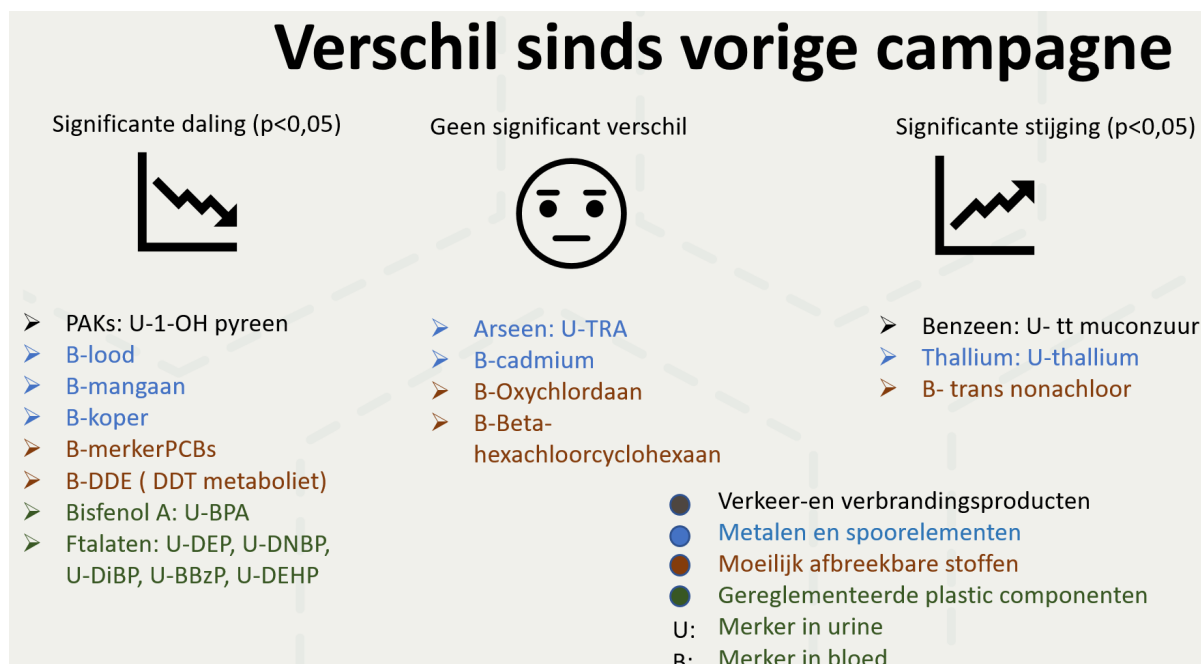 Verschil sinds vorige campagne
Significante daling (p<0,05)
PAKs: U-1-OH pyreen
B-lood
B-mangaan
B-koper
B-merkerPCBs
B-DDE ( DDT metaboliet)
Bisfenol A: U-BPA
Ftalaten: U-DEP, U-DNBP,
U-DiBP, U-BBzP, U-DEHP
Geen significant verschil
Arseen: U-TRA
B-cadmium
B-Oxychlordaan
B-Beta-
hexachloorcyclohexaan
Significante stijging (p<0,05)
Benzeen: U- tt muconzuur
Thallium: U-thallium
B- trans nonachloor
Verkeer-en verbrandingsproducten
Metalen en spoorelementen
Moeilijk afbreekbare stoffen
Gereglementeerde plastic componenten
U: Merker in urine
B: Merker in bloed